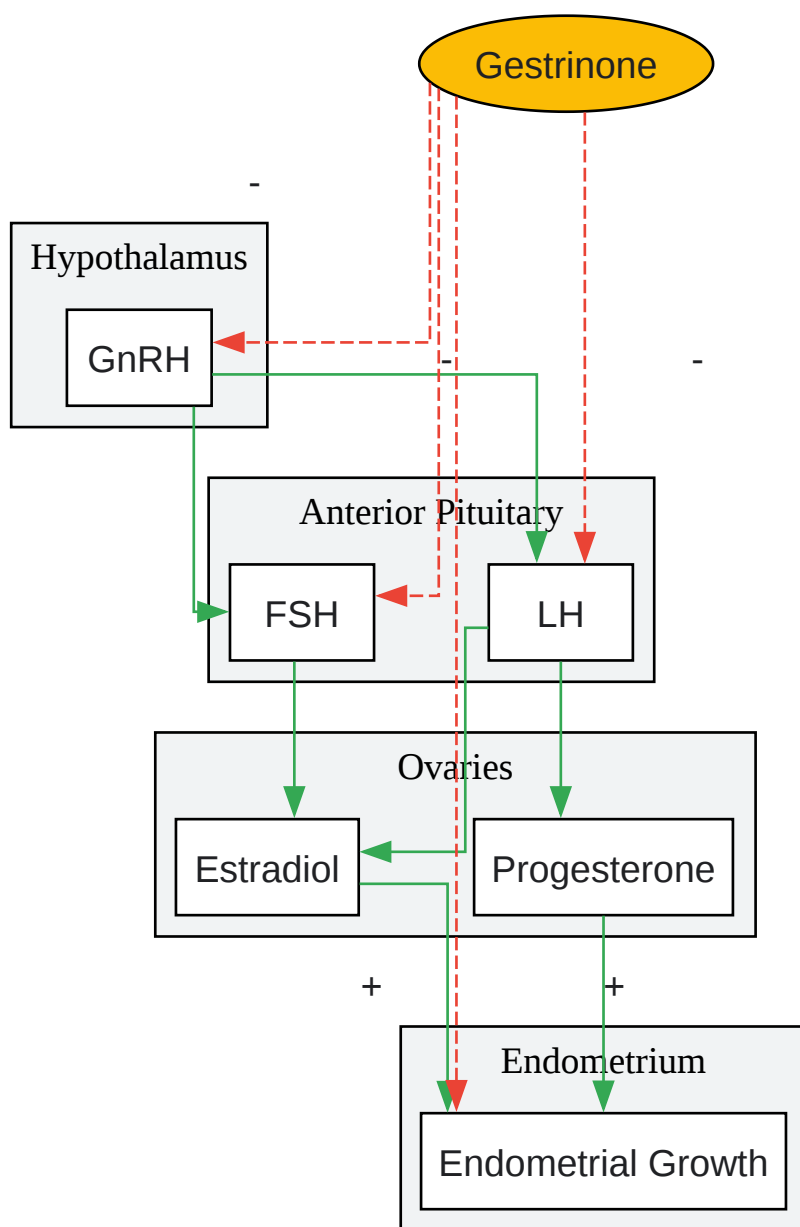 Gestrinone
-
Hypothalamus
GnRH
-
-
Anterior Pituitary
FSH
LH
Ovaries
Estradiol
Progesterone
+
+
Endometrium
Endometrial Growth